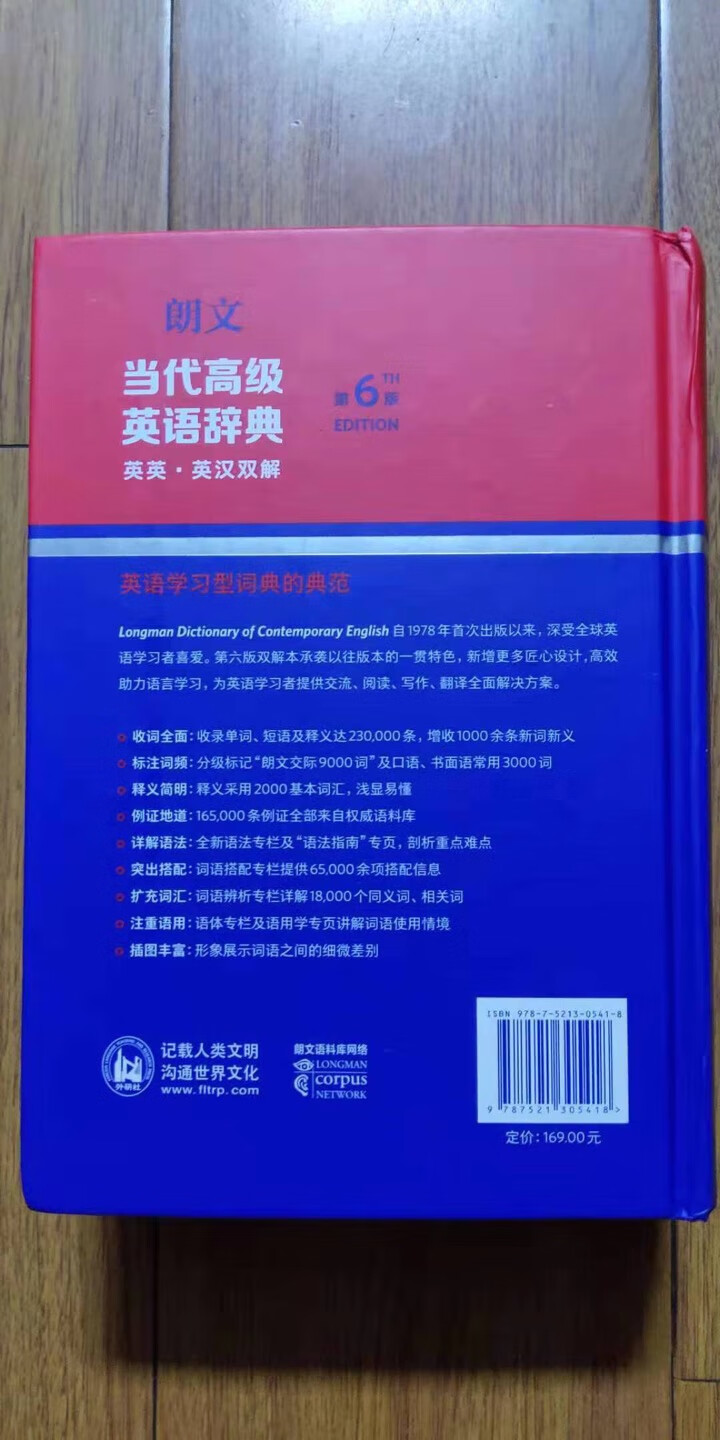 朗文
当代高级
英语辞典
英英·英汉双解
第6TH版
EDITION
英语学习型词典的典范
Longman Dictionary of Contemporary English 自1978年首次出版以来，深受全球英
语学习者喜爱。第六版双解本承袭以往版本的一贯特色，新增更多匠心设计，高效
助力语言学习，为英语学习者提供交流、阅读、写作、翻译全面解决方案。
收词全面：收录单词、短语及释义达230,000条，增收1000余条新词新义
标注词频：分级标记“朗文交际9000词”及口语、书面语常用3000词
释义简明：释义采用2000基本词汇，浅显易懂
例证地道：165,000条例证全部来自权威语料库
详解语法：全新语法专栏及“语法指南”专页，剖析重点难点
突出搭配：词语搭配专栏提供65,000余项搭配信息
扩充词汇：词语辨析专栏详解18,000个同义词、相关词
注重语用：语体专栏及语用学专页讲解词语使用情境
插图丰富：形象展示词语之间的细微差别
外研社
记载人类文明
沟通世界文化
www.fltrp.com
朗文语料库网络
LONGMAN
corpus
NETWORK
ISBN 978-7-5213-0541-8
9 787521 305418 >
定价：169.00元